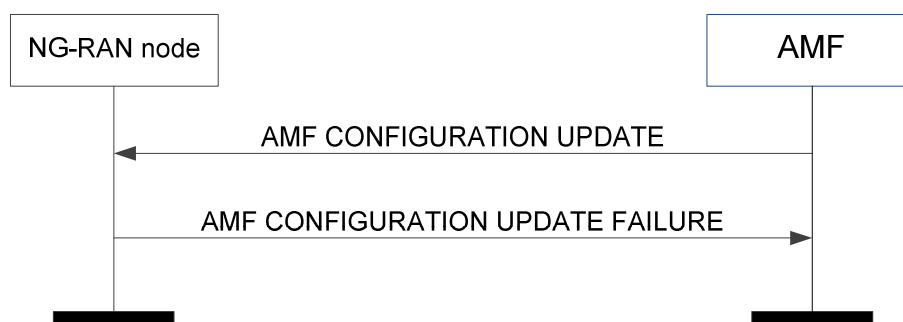 NG-RAN node
AMF
AMF CONFIGURATION UPDATE
AMF CONFIGURATION UPDATE FAILURE